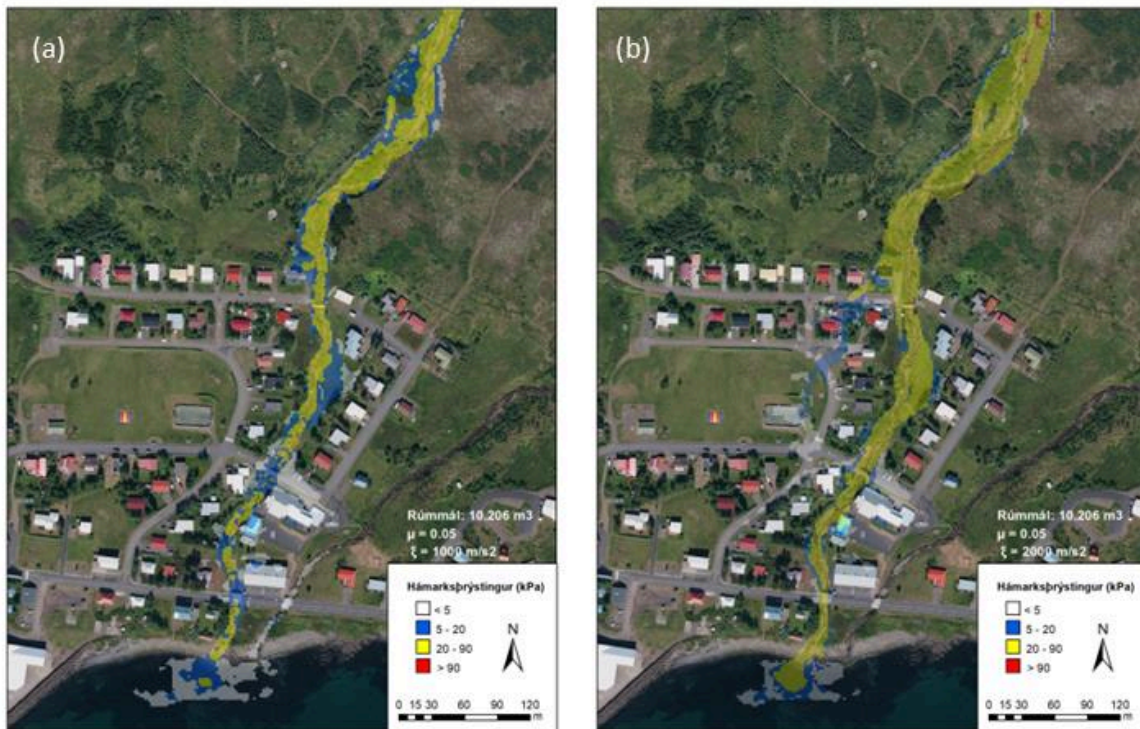 (a)
Rúmmál: 10.206 m3
µ = 0.05
ξ = 1000 m/s2
Hámarksþrýstingur (kPa)
< 5
5 - 20
20 - 90
> 90
N
0 15 30 60 90 120
m
(b)
Rúmmál: 10.206 m3
µ = 0.05
ξ = 2000 m/s2
Hámarksþrýstingur (kPa)
< 5
5 - 20
20 - 90
> 90
N
0 15 30 60 90 120
m